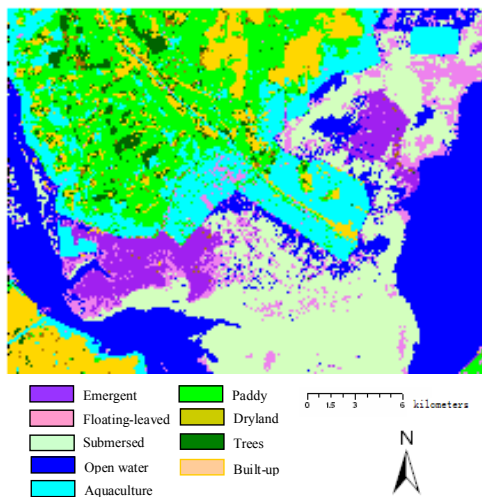 Emergent
Floating-leaved
Submersed
Open water
Aquaculture
Paddy
Dryland
Trees
Built-up
0 1.5 3 6 kilometers
N